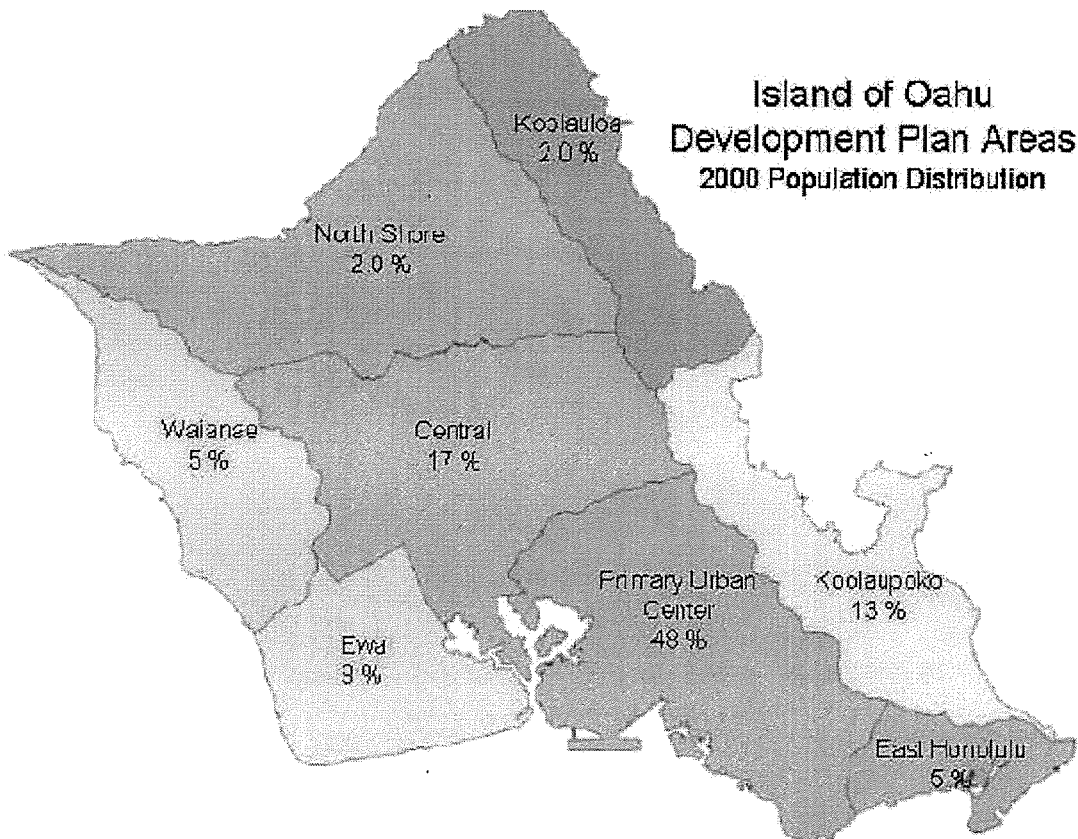 Island of Oahu
Development Plan Areas
2000 Population Distribution
Koolauloa
2.0 %
North Shore
2.0 %
Waianae
5 %
Central
17 %
Primary Urban
Center
48 %
Koolaupoko
13 %
Ewa
%
East Honolulu
5 %